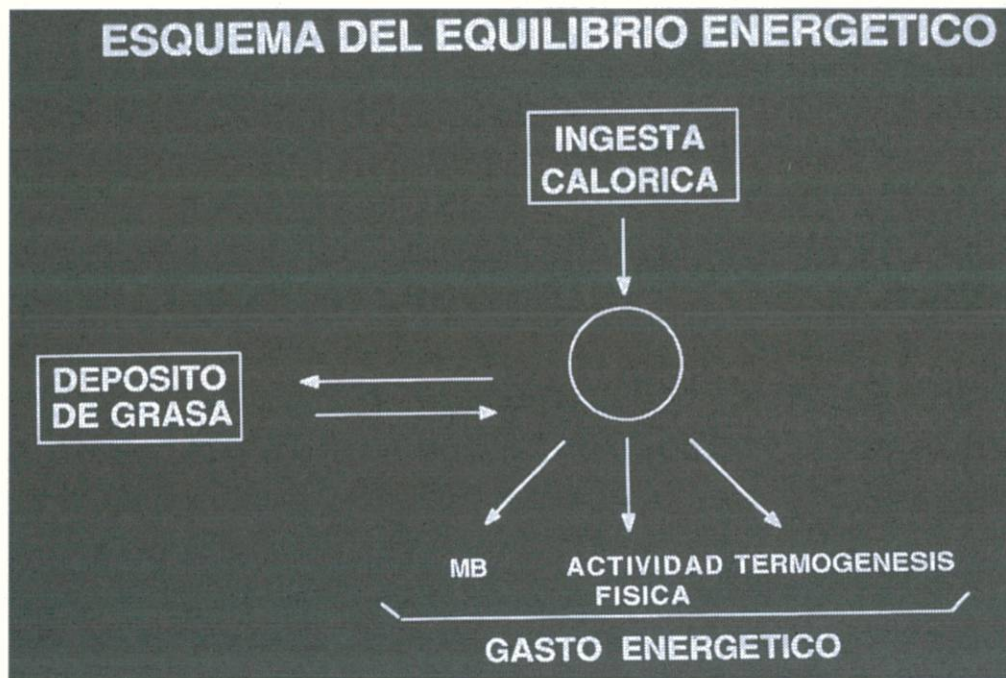 ESQUEMA DEL EQUILIBRIO ENERGETICO
INGESTA
CALORICA
DEPOSITO
DE GRASA
MB
ACTIVIDAD
FISICA
TERMOGENESIS
GASTO ENERGETICO